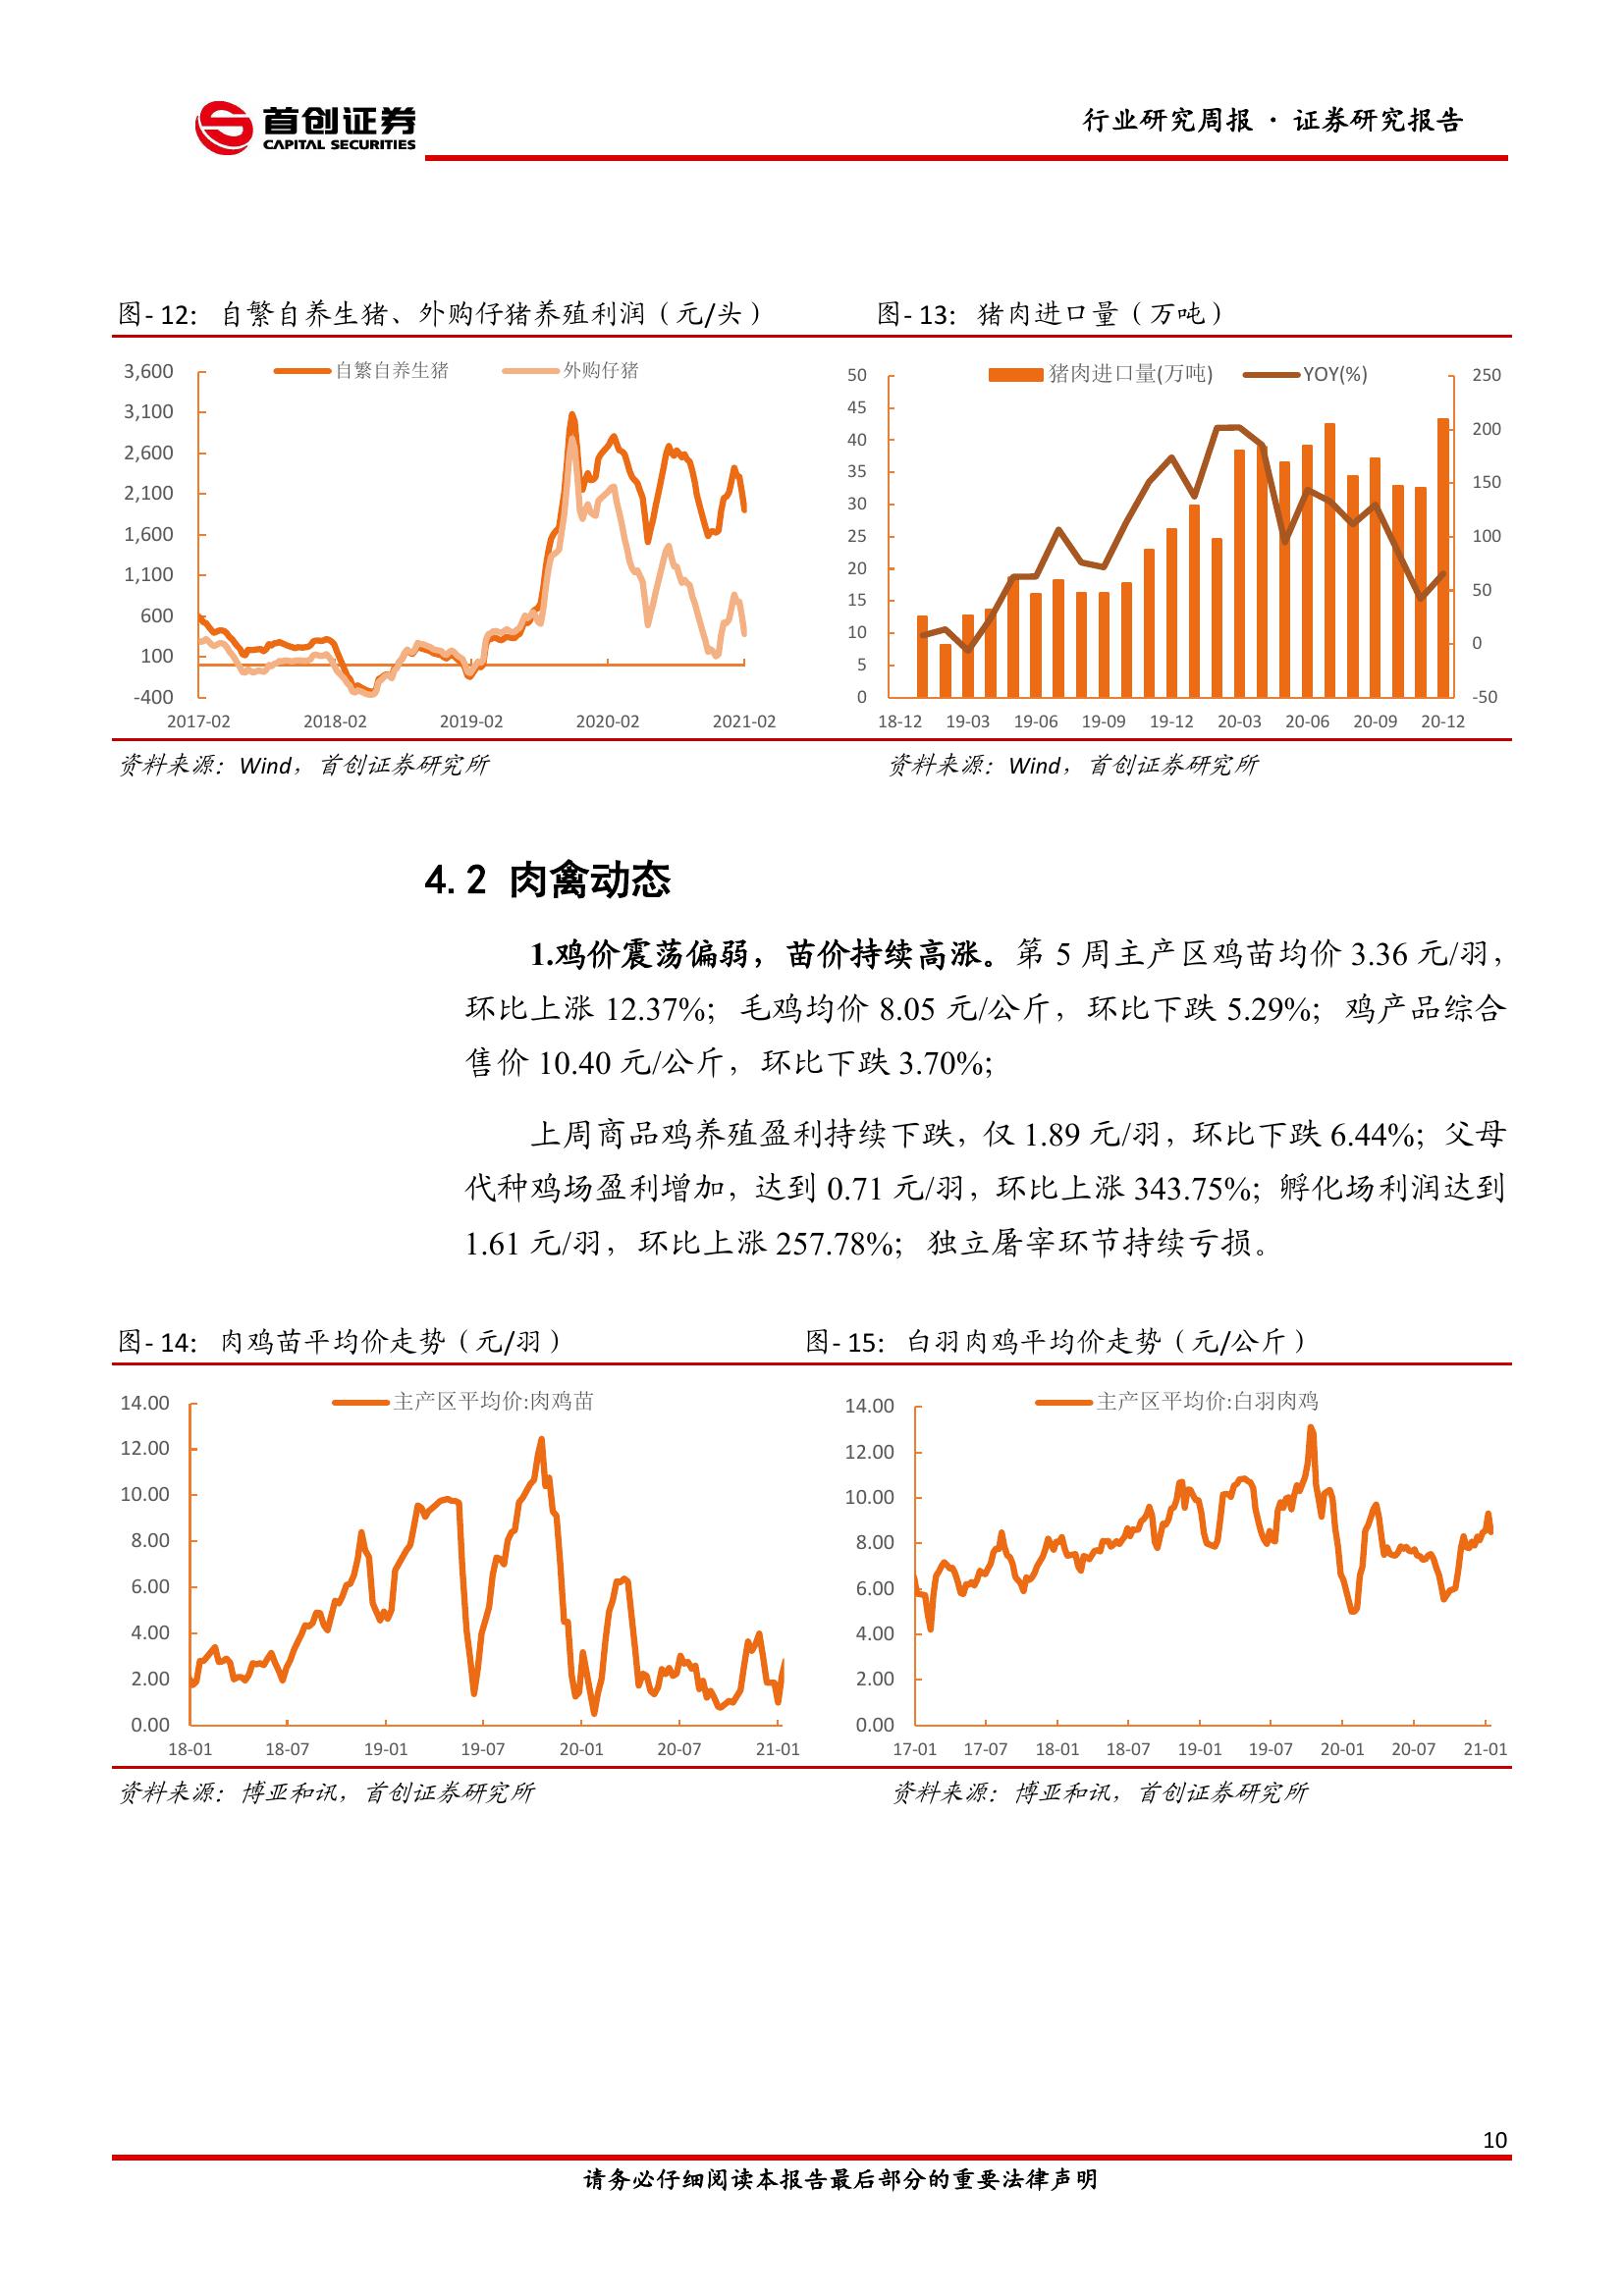 首创证券
CAPITAL SECURITIES
行业研究周报 · 证券研究报告
图- 12: 自繁自养生猪、外购仔猪养殖利润（元/头）
图- 13: 猪肉进口量（万吨）
自繁自养生猪 外购仔猪
3,600
3,100
2,600
2,100
1,600
1,100
600
100
-400
2017-02 2018-02 2019-02 2020-02 2021-02
猪肉进口量(万吨) YOY(%)
50
45
40
35
30
25
20
15
10
5
0
250
200
150
100
50
0
-50
18-12 19-03 19-06 19-09 19-12 20-03 20-06 20-09 20-12
资料来源：Wind，首创证券研究所
资料来源：Wind，首创证券研究所
4.2 肉禽动态
1.鸡价震荡偏弱，苗价持续高涨。第 5 周主产区鸡苗均价 3.36 元/羽，
环比上涨 12.37%；毛鸡均价 8.05 元/公斤，环比下跌 5.29%；鸡产品综合
售价 10.40 元/公斤，环比下跌 3.70%；
上周商品鸡养殖盈利持续下跌，仅 1.89 元/羽，环比下跌 6.44%；父母
代种鸡场盈利增加，达到 0.71 元/羽，环比上涨 343.75%；孵化场利润达到
1.61 元/羽，环比上涨 257.78%；独立屠宰环节持续亏损。
图- 14: 肉鸡苗平均价走势（元/羽）
图- 15: 白羽肉鸡平均价走势（元/公斤）
主产区平均价:肉鸡苗
14.00
12.00
10.00
8.00
6.00
4.00
2.00
0.00
18-01 18-07 19-01 19-07 20-01 20-07 21-01
主产区平均价:白羽肉鸡
14.00
12.00
10.00
8.00
6.00
4.00
2.00
0.00
17-01 17-07 18-01 18-07 19-01 19-07 20-01 20-07 21-01
资料来源：博亚和讯，首创证券研究所
资料来源：博亚和讯，首创证券研究所
10
请务必仔细阅读本报告最后部分的重要法律声明